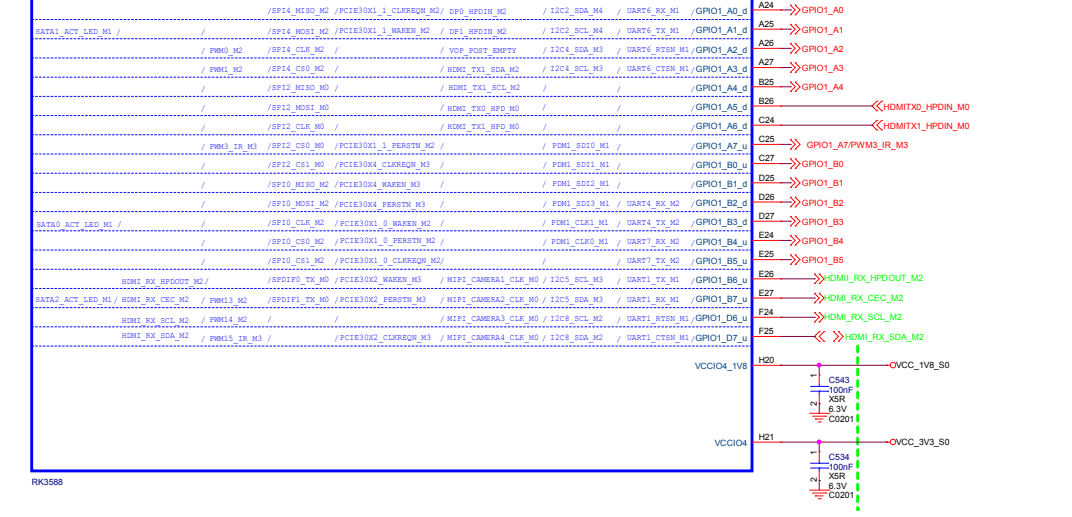 /SPI4_MISO_M2 /PCIE30X1_1_CLKREQN_M2/ DP0_HPDIN_M2 / I2C2_SDA_M4 / UART6_RX_M1 /GPIO1_A0_d A24 GPIO1_A0
SATA1_ACT_LED_M1 / /SPI4_MOSI_M2 /PCIE30X1_1_WAKEN_M2/ DP1_HPDIN_M2 / I2C2_SCL_M4 / UART6_TX_M1 /GPIO1_A1_d A25 GPIO1_A1
/ PWM0_M2 /SPI4_CLK_M2 / VOP_POST_EMPTY / I2C4_SDA_M3 / UART6_RTSN_M1/GPIO1_A2_d A26 GPIO1_A2
/ PWM1_M2 /SPI4_CS0_M2 / /HDMI_TX1_SDA_M2 / I2C4_SCL_M3 / UART6_CTSN_M1/GPIO1_A3_d A27 GPIO1_A3
/ /SPI2_MISO_M0 / /HDMI_TX1_SCL_M2 / / /GPIO1_A4_d B25 GPIO1_A4
/ /SPI2_MOSI_M0 / /HDMI_TX0_HPD_M0 / / /GPIO1_A5_d B26 HDMITX0_HPDIN_M0
/ /SPI2_CLK_M0 / /HDMI_TX1_HPD_M0 / / /GPIO1_A6_d C24 HDMITX1_HPDIN_M0
/ PWM3_IR_M3 /SPI2_CS0_M0 /PCIE30X1_1_PERSTN_M2/ / PDM1_SDI0_M1 / /GPIO1_A7_u C25 GPIO1_A7/PWM3_IR_M3
/ /SPI2_CS1_M0 /PCIE30X4_CLKREQN_M3 / / PDM1_SDI1_M1 / /GPIO1_B0_u C27 GPIO1_B0
/ /SPI0_MISO_M2 /PCIE30X4_WAKEN_M3 / / PDM1_SDI2_M1 / /GPIO1_B1_d D25 GPIO1_B1
/ /SPI0_MOSI_M2 /PCIE30X4_PERSTN_M3 / / PDM1_SDI3_M1 / UART4_RX_M2 /GPIO1_B2_d D26 GPIO1_B2
SATA0_ACT_LED_M1 / / /SPI0_CLK_M2 /PCIE30X1_0_WAKEN_M2 / / PDM1_CLK1_M1 / UART4_TX_M2 /GPIO1_B3_d D27 GPIO1_B3
/ /SPI0_CS0_M2 /PCIE30X1_0_PERSTN_M2/ / PDM1_CLK0_M1 / UART7_RX_M2 /GPIO1_B4_u E24 GPIO1_B4
/ /SPI0_CS1_M2 /PCIE30X1_0_CLKREQN_M2/ / / UART7_TX_M2 /GPIO1_B5_u E25 GPIO1_B5
HDMI_RX_HPDOUT_M2/ /SPDIF0_TX_M0 /PCIE30X2_WAKEN_M3 / MIPI_CAMERA1_CLK_M0 / I2C5_SCL_M3 / UART1_TX_M1 /GPIO1_B6_u E26 HDMII_RX_HPDOUT_M2
SATA2_ACT_LED_M1/ HDMI_RX_CEC_M2 / PWM13_M2 /SPDIF1_TX_M0 /PCIE30X2_PERSTN_M3 / MIPI_CAMERA2_CLK_M0 / I2C5_SDA_M3 / UART1_RX_M1 /GPIO1_B7_u E27 HDMI_RX_CEC_M2
HDMI_RX_SCL_M2 / PWM14_M2 / / / MIPI_CAMERA3_CLK_M0 / I2C8_SCL_M2 / UART1_RTSN_M1 /GPIO1_D6_u F24 HDMI_RX_SCL_M2
HDMI_RX_SDA_M2 / PWM15_IR_M3 / /PCIE30X2_CLKREQN_M3 / MIPI_CAMERA4_CLK_M0 / I2C8_SDA_M2 / UART1_CTSN_M1/GPIO1_D7_u F25 HDMI_RX_SDA_M2
VCCIO4_1V8 H20 VCC_1V8_S0
1
2
C543
100nF
X5R
6.3V
C0201
VCCIO4 H21 VCC_3V3_S0
1
2
C534
100nF
X5R
6.3V
C0201
RK3588